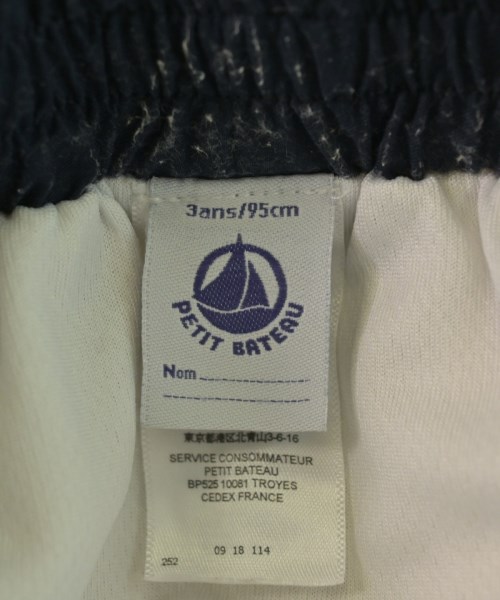 3ans/95cm
PETIT BATEAU
Nom
東京都港区北青山3-6-16
SERVICE CONSOMMATEUR
PETIT BATEAU
BP525 10081 TROYES
CEDEX FRANCE
09 18 114
252